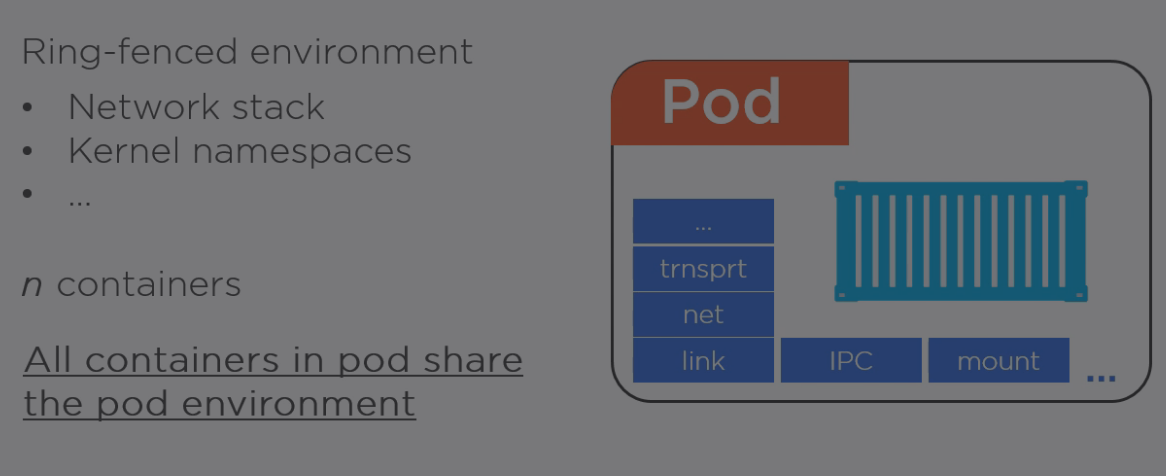 Ring-fenced environment
• Network stack
• Kernel namespaces
• ...
n containers
All containers in pod share
the pod environment
Pod
...
trnsprt
net
link
IPC
mount
...